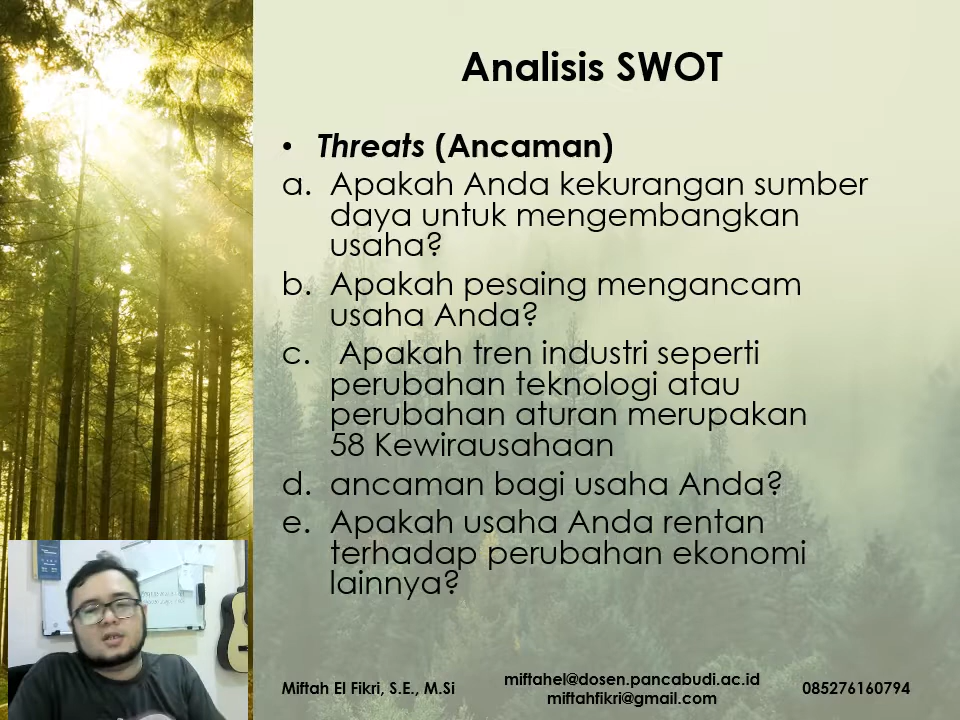 Analisis SWOT
• Threats (Ancaman)
a. Apakah Anda kekurangan sumber
daya untuk mengembangkan
usaha?
b. Apakah pesaing mengancam
usaha Anda?
c. Apakah tren industri seperti
perubahan teknologi atau
perubahan aturan merupakan
58 Kewirausahaan
d. ancaman bagi usaha Anda?
e. Apakah usaha Anda rentan
terhadap perubahan ekonomi
lainnya?
Miftah El Fikri, S.E., M.Si
miftahel@dosen.pancabudi.ac.id
miftahfikri@gmail.com
085276160794